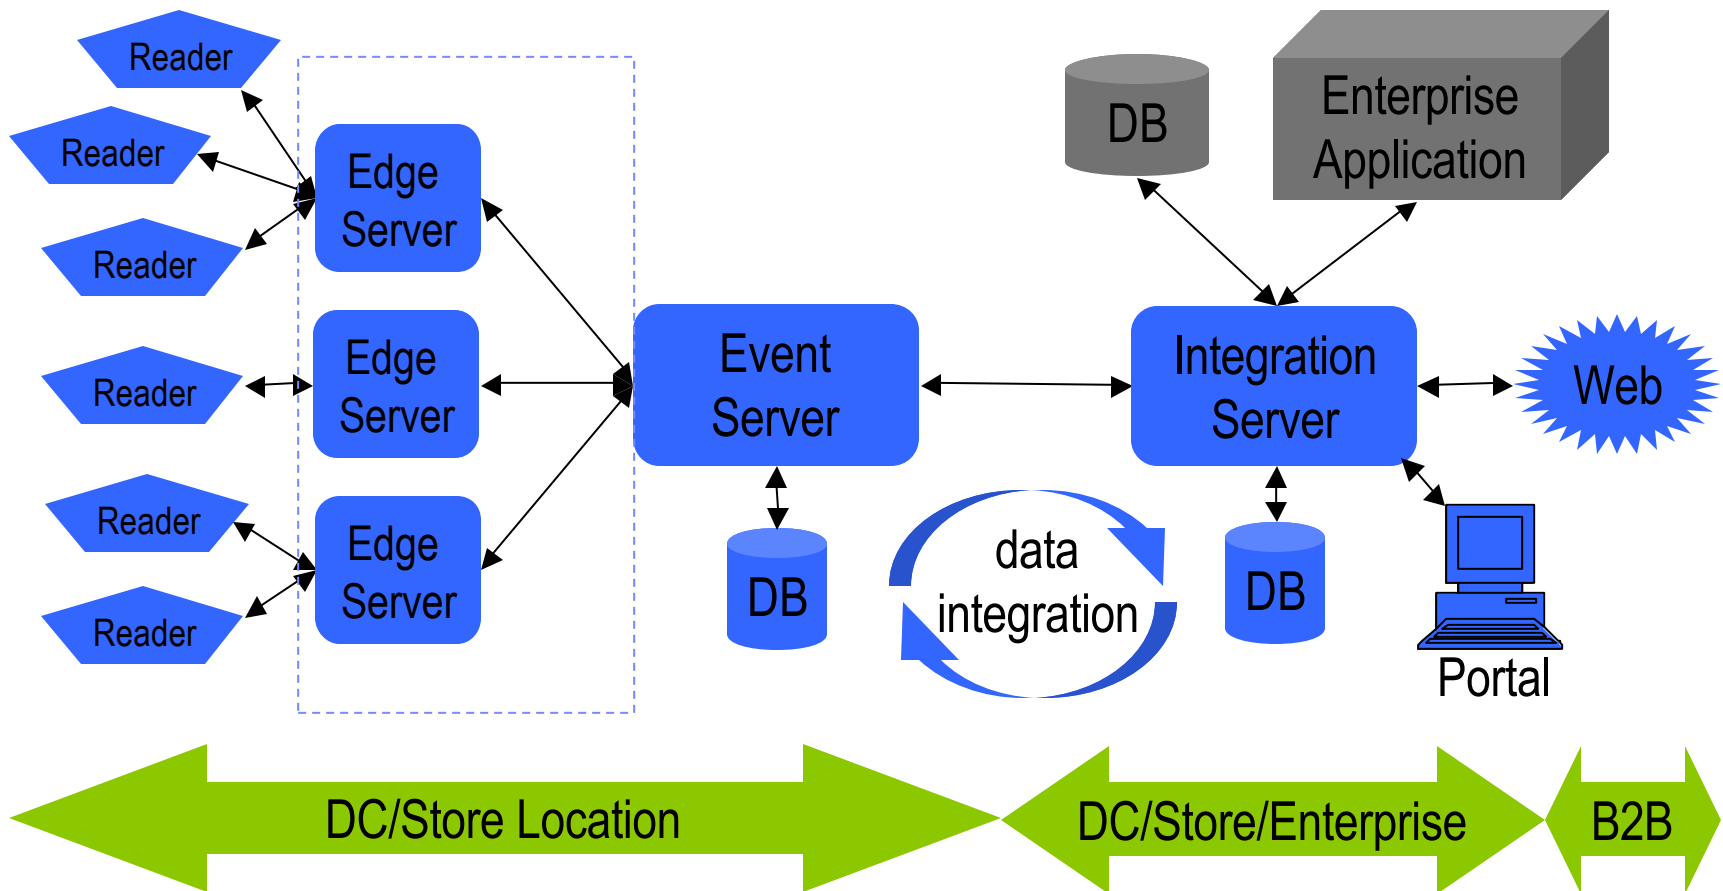 Reader
Reader
Reader
Reader
Reader
Reader
Edge
Server
Edge
Server
Edge
Server
Event
Server
DB
data
integration
DB
Enterprise
Application
Integration
Server
DB
Web
Portal
DC/Store Location
DC/Store/Enterprise
B2B